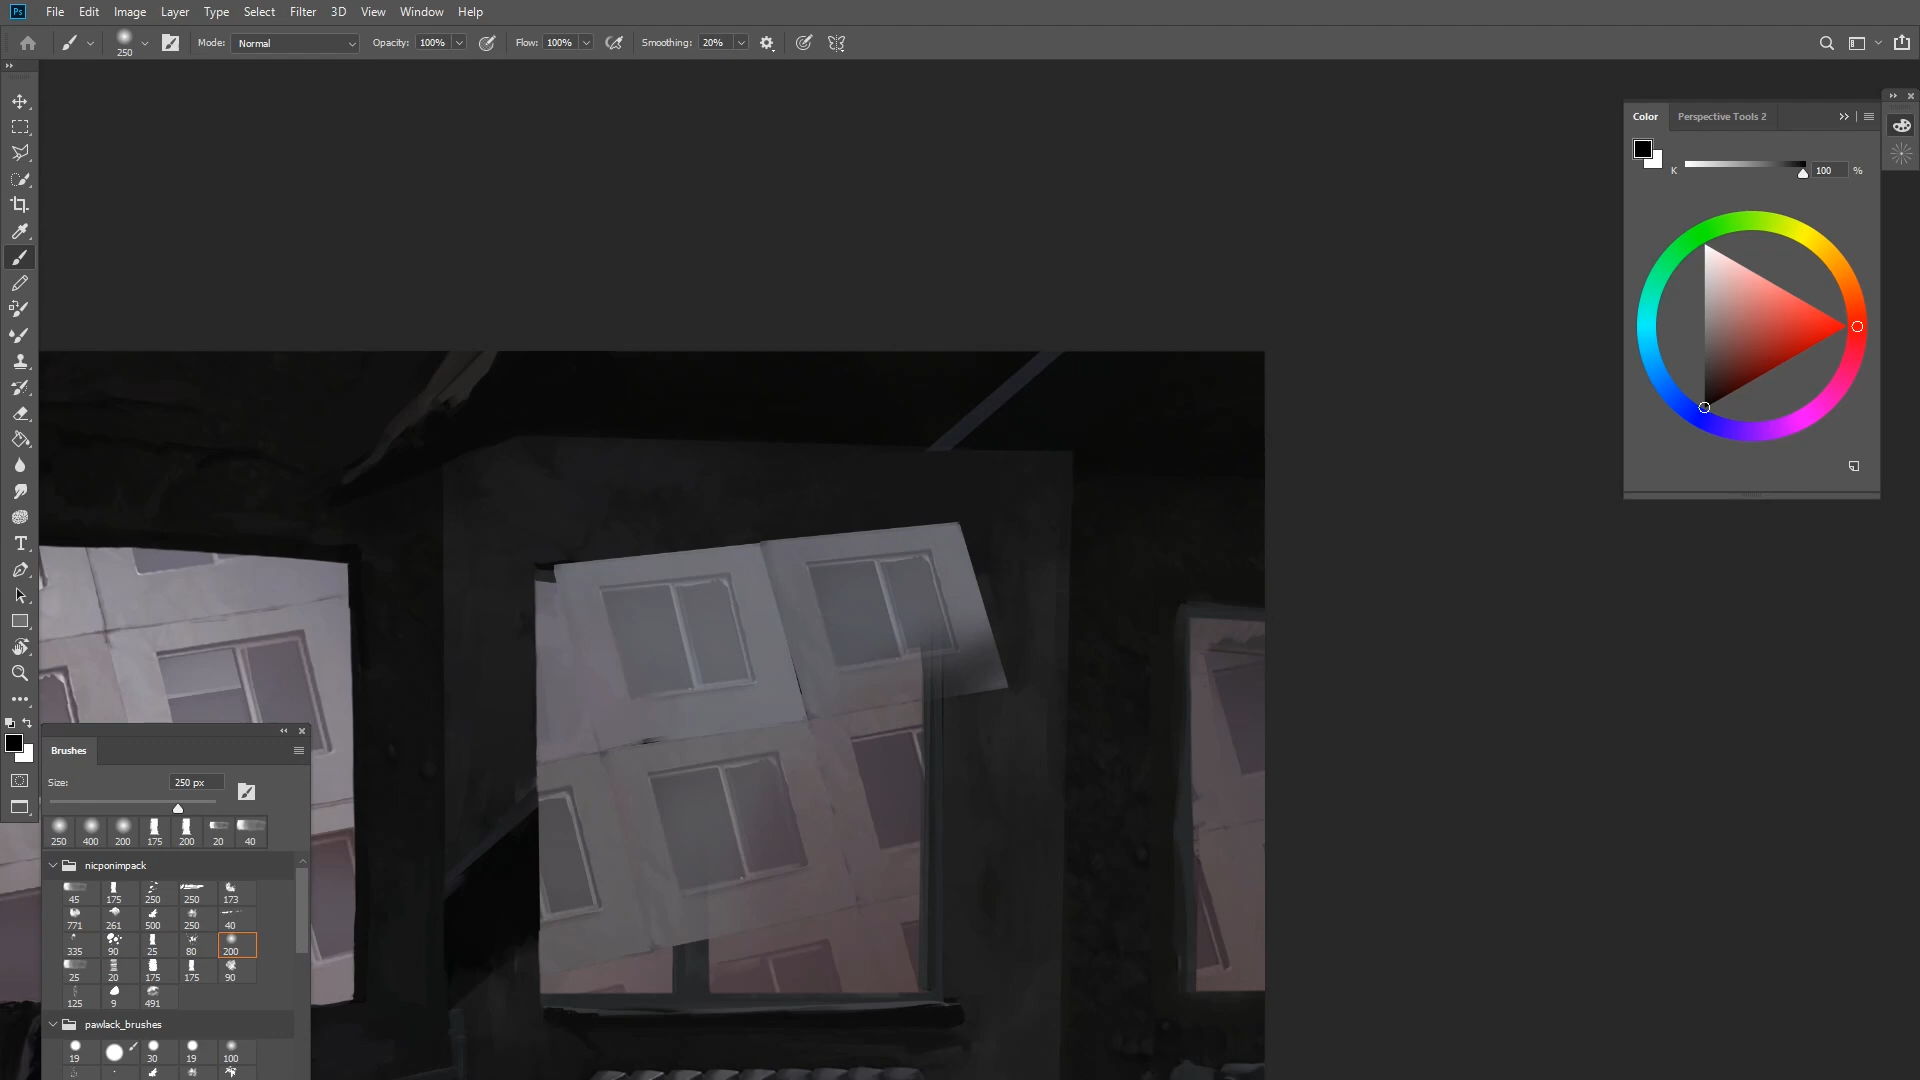 Ps File Edit Image Layer Type Select Filter 3D View Window Help
250 Mode: Normal Opacity: 100% Flow: 100% Smoothing: 20%
Color Perspective Tools 2
K 100 %
Brushes
Size: 250 px
250 400 200 175 200 20 40
nicponimpack
45 175 250 250 173
771 261 500 250 40
335 90 25 80 200
25 20 175 175 90
125 9 491
pawlack_brushes
19 30 19 100